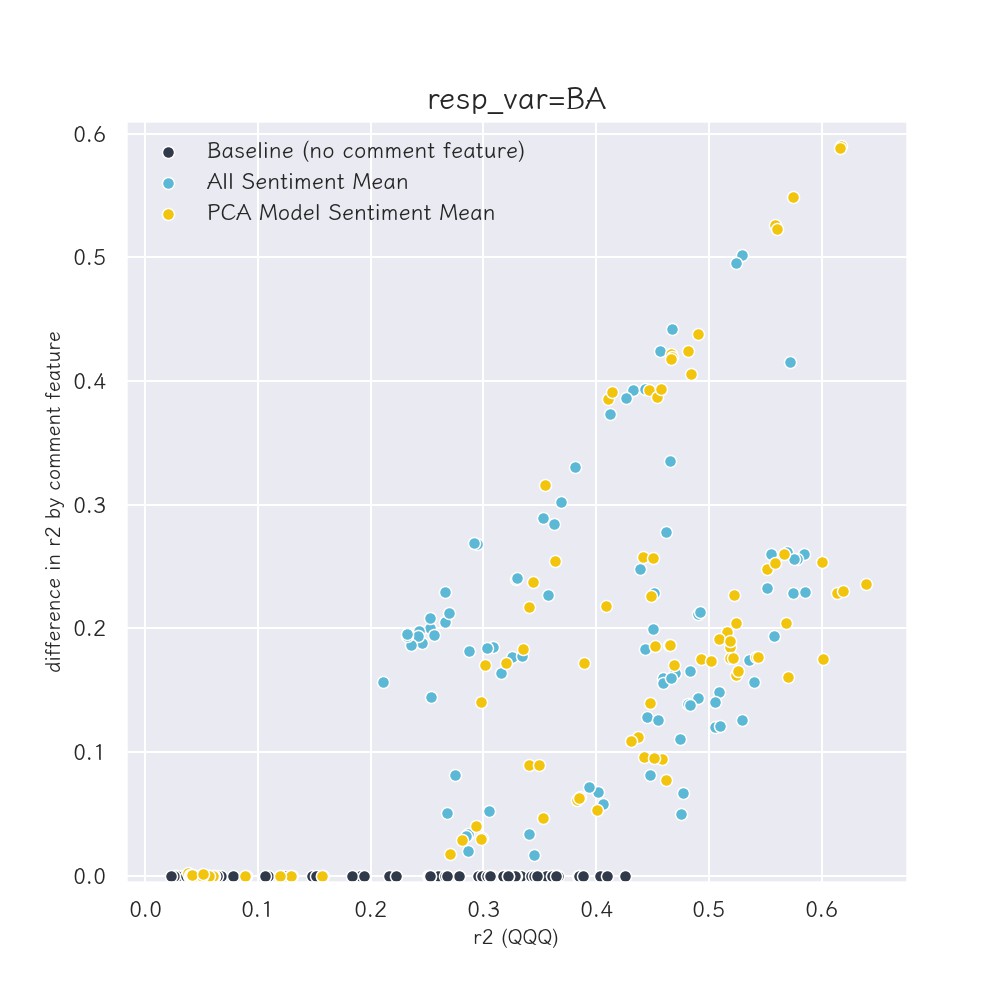 resp_var=BA
Baseline (no comment feature)
All Sentiment Mean
PCA Model Sentiment Mean
difference in r2 by comment feature
0.6
0.5
0.4
0.3
0.2
0.1
0.0
0.0 0.1 0.2 0.3 0.4 0.5 0.6
r2 (QQQ)